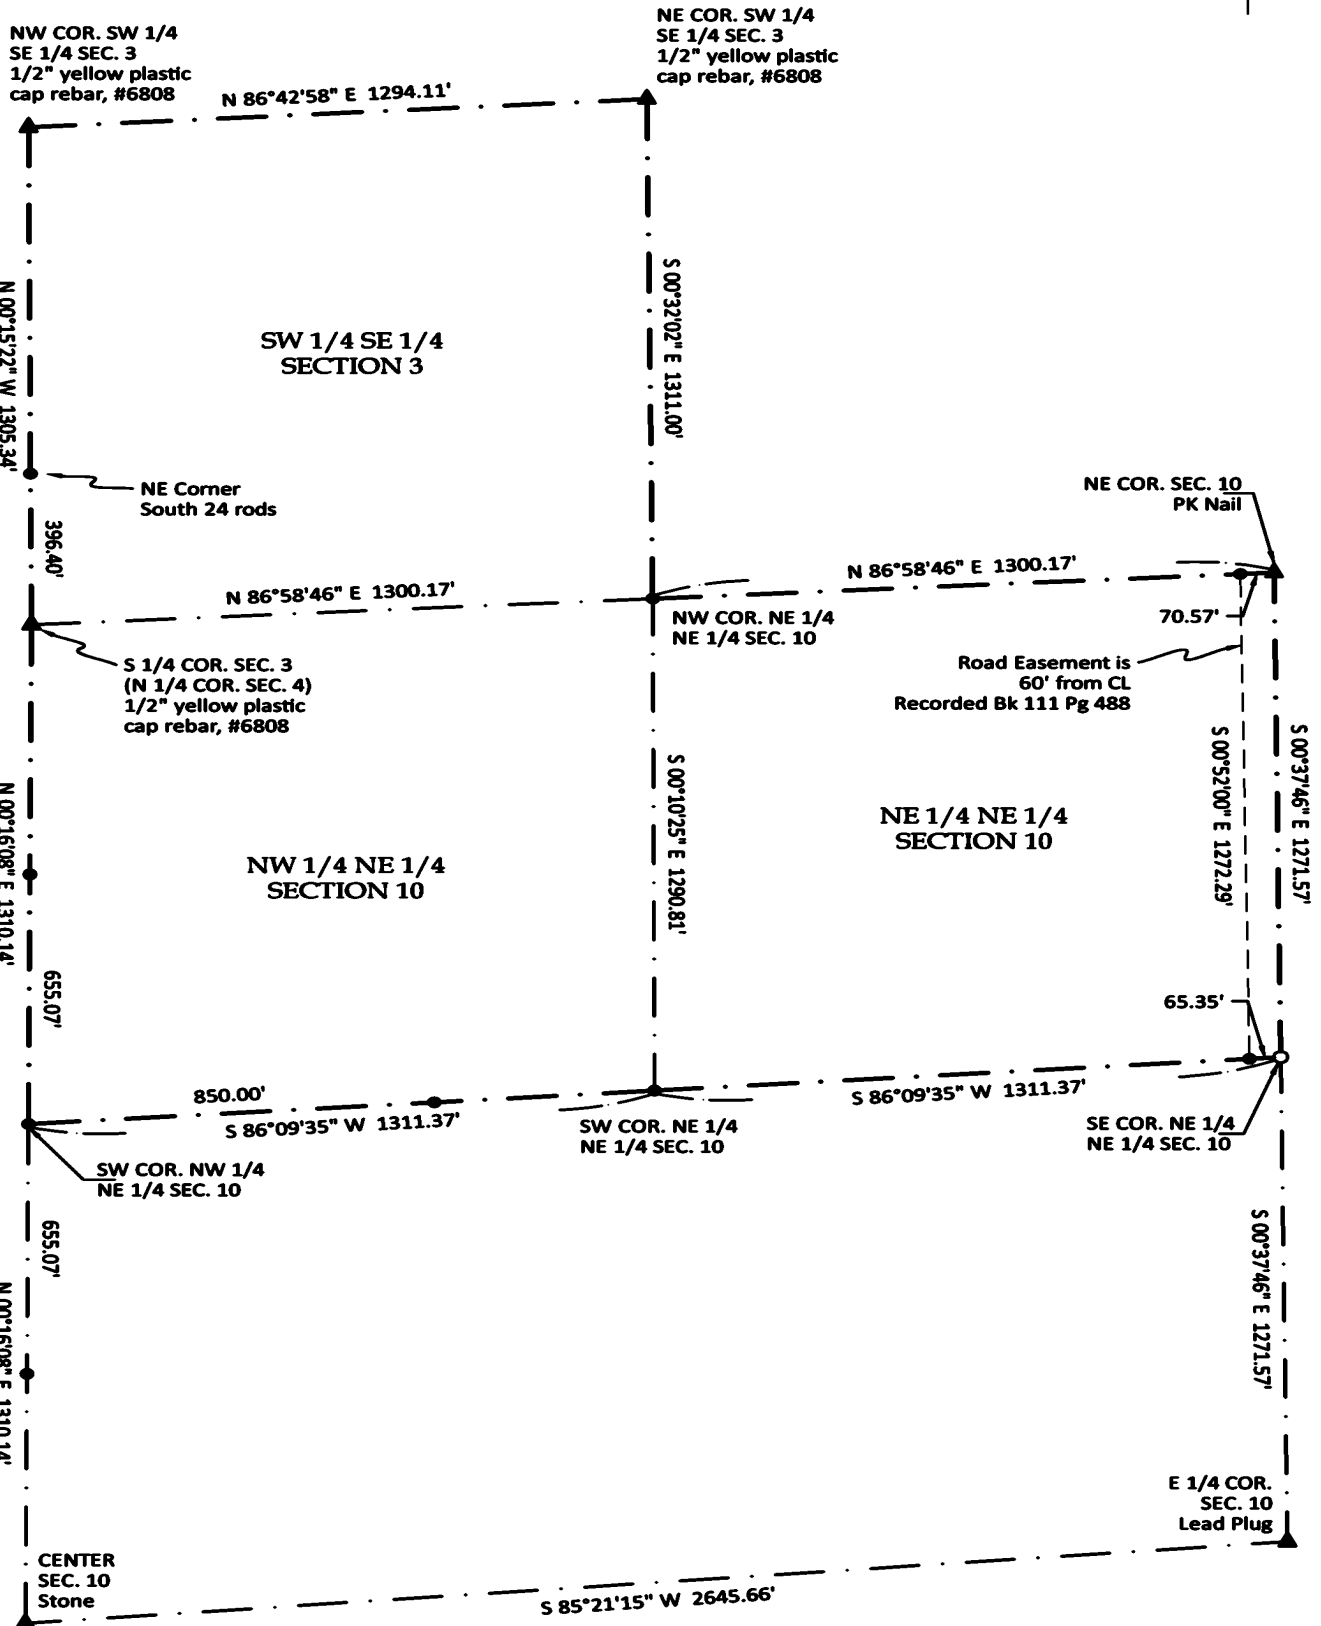 NW COR. SW 1/4
SE 1/4 SEC. 3
1/2" yellow plastic
cap rebar, #6808
NE COR. SW 1/4
SE 1/4 SEC. 3
1/2" yellow plastic
cap rebar, #6808
N 86°42'58" E 1294.11'
N 00°15'22" W 1305.34'
S 00°32'02" E 1311.00'
SW 1/4 SE 1/4
SECTION 3
NE Corner
South 24 rods
396.40'
NE COR. SEC. 10
PK Nail
N 86°58'46" E 1300.17'
N 86°58'46" E 1300.17'
70.57'
NW COR. NE 1/4
NE 1/4 SEC. 10
S 1/4 COR. SEC. 3
(N 1/4 COR. SEC. 4)
1/2" yellow plastic
cap rebar, #6808
Road Easement is
60' from CL
Recorded Bk 111 Pg 488
N 00°16'08" E 1310.14'
S 00°10'25" E 1290.81'
S 00°52'00" E 1272.29'
S 00°37'46" E 1271.57'
NE 1/4 NE 1/4
SECTION 10
NW 1/4 NE 1/4
SECTION 10
655.07'
65.35'
850.00'
S 86°09'35" W 1311.37'
S 86°09'35" W 1311.37'
SW COR. NE 1/4
NE 1/4 SEC. 10
SE COR. NE 1/4
NE 1/4 SEC. 10
SW COR. NW 1/4
NE 1/4 SEC. 10
655.07'
N 00°16'08" E 1310.14'
S 00°37'46" E 1271.57'
E 1/4 COR.
SEC. 10
Lead Plug
CENTER
SEC. 10
Stone
S 85°21'15" W 2645.66'